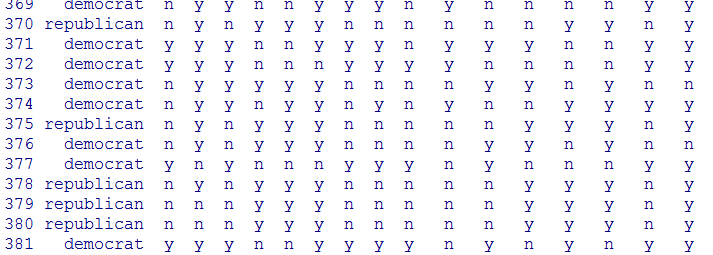 369 democrat n y y n n y y y n y n n n n y y
370 republican n y n y y y n n n n n n y y n y
371 democrat y y y n n y y y n y y y n n y y
372 democrat y y y n n n y y y y n n n n y y
373 democrat n y y y y y n n n n y y n y n n
374 democrat n y y n y y n y n y n n y y y y
375 republican n y n y y y n n n n n y y y n y
376 democrat n n y y y y n n n n y y n y n n
377 democrat y n y n n n y y y n y n n n y y
378 republican n y n y y y n n n n n y y y n y
379 republican n n n y y y n n n n n y y y n y
380 republican n n n y y y n n n n n y y y n y
381 democrat y y y n n y y y y n y n y n y y